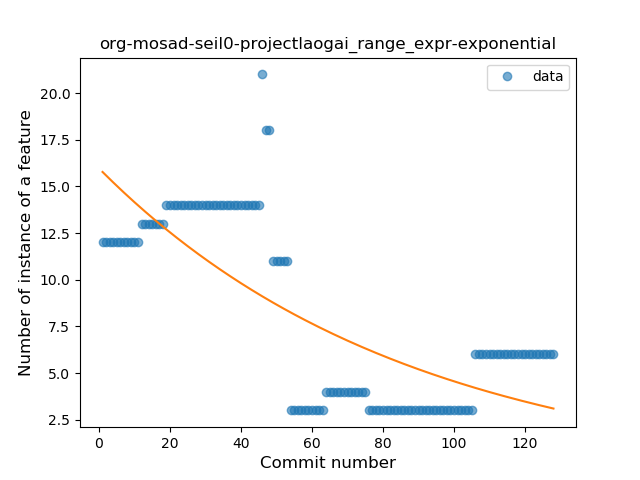 org-mosad-seil0-projectlaogai_range_expr-exponential
data
Number of instance of a feature
20.0
17.5
15.0
12.5
10.0
7.5
5.0
2.5
0 20 40 60 80 100 120
Commit number